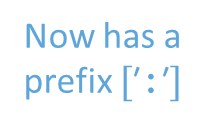 Now has a
prefix [′:′]